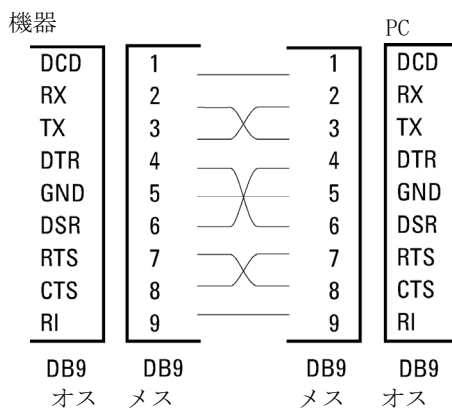 機器 PC
DCD 1 1 DCD
RX 2 2 RX
TX 3 3 TX
DTR 4 4 DTR
GND 5 5 GND
DSR 6 6 DSR
RTS 7 7 RTS
CTS 8 8 CTS
RI 9 9 RI
DB9 DB9 DB9 DB9
オス メス メス オス